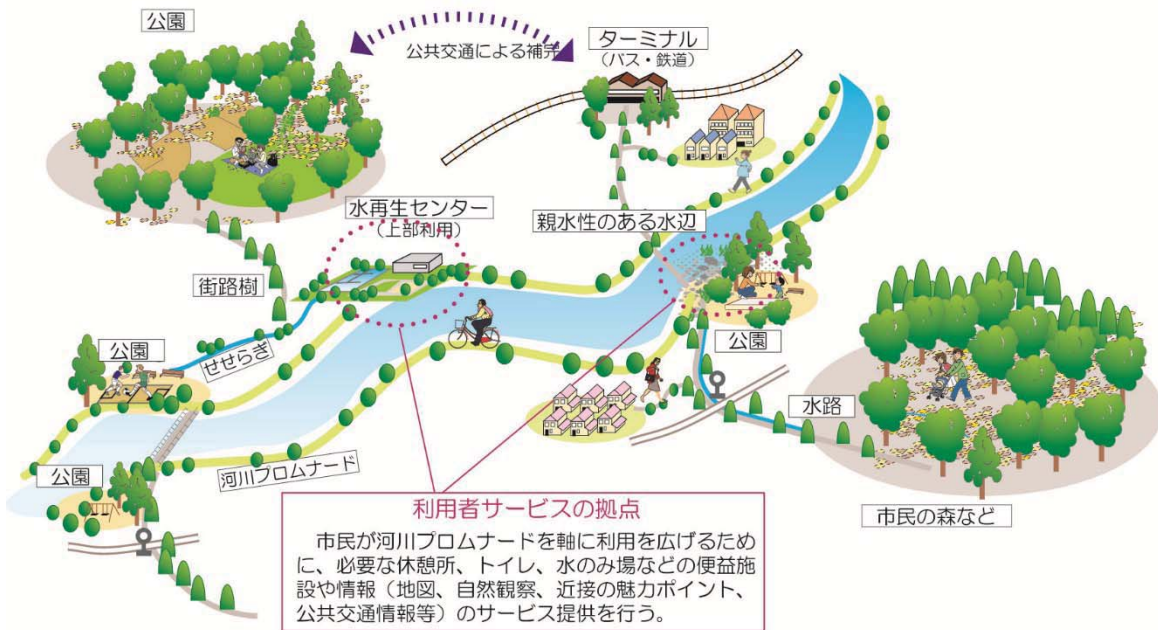 公園
公共交通による補完
ターミナル
（バス・鉄道）
水再生センター
（上部利用）
親水性のある水辺
街路樹
公園
せせらぎ
公園
水路
公園
河川プロムナード
市民の森など
利用者サービスの拠点
市民が河川プロムナードを軸に利用を広げるため
に、必要な休憩所、トイレ、水のみ場などの便益施
設や情報（地図、自然観察、近接の魅力ポイント、
公共交通情報等）のサービス提供を行う。